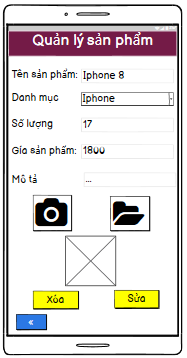 Quản lý sản phẩm
Tên sản phẩm: Iphone 8
Danh mục Iphone
Số lượng 17
Gía sản phẩm: 1800
Mô tả ...
Xóa Sửa
«